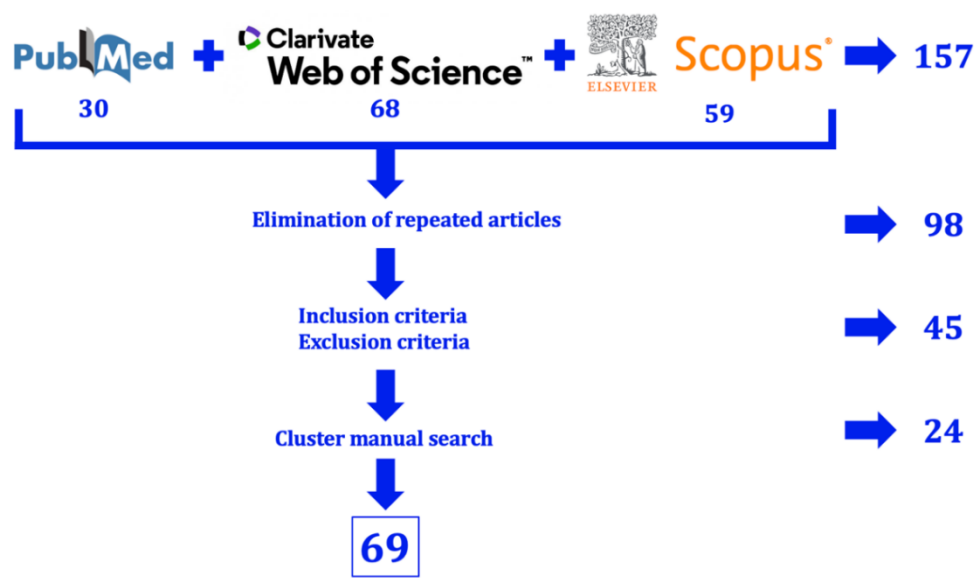 PubMed + Clarivate Web of Science™ + ELSEVIER Scopus® 157
30 68 59
Elimination of repeated articles 98
Inclusion criteria
Exclusion criteria 45
Cluster manual search 24
69